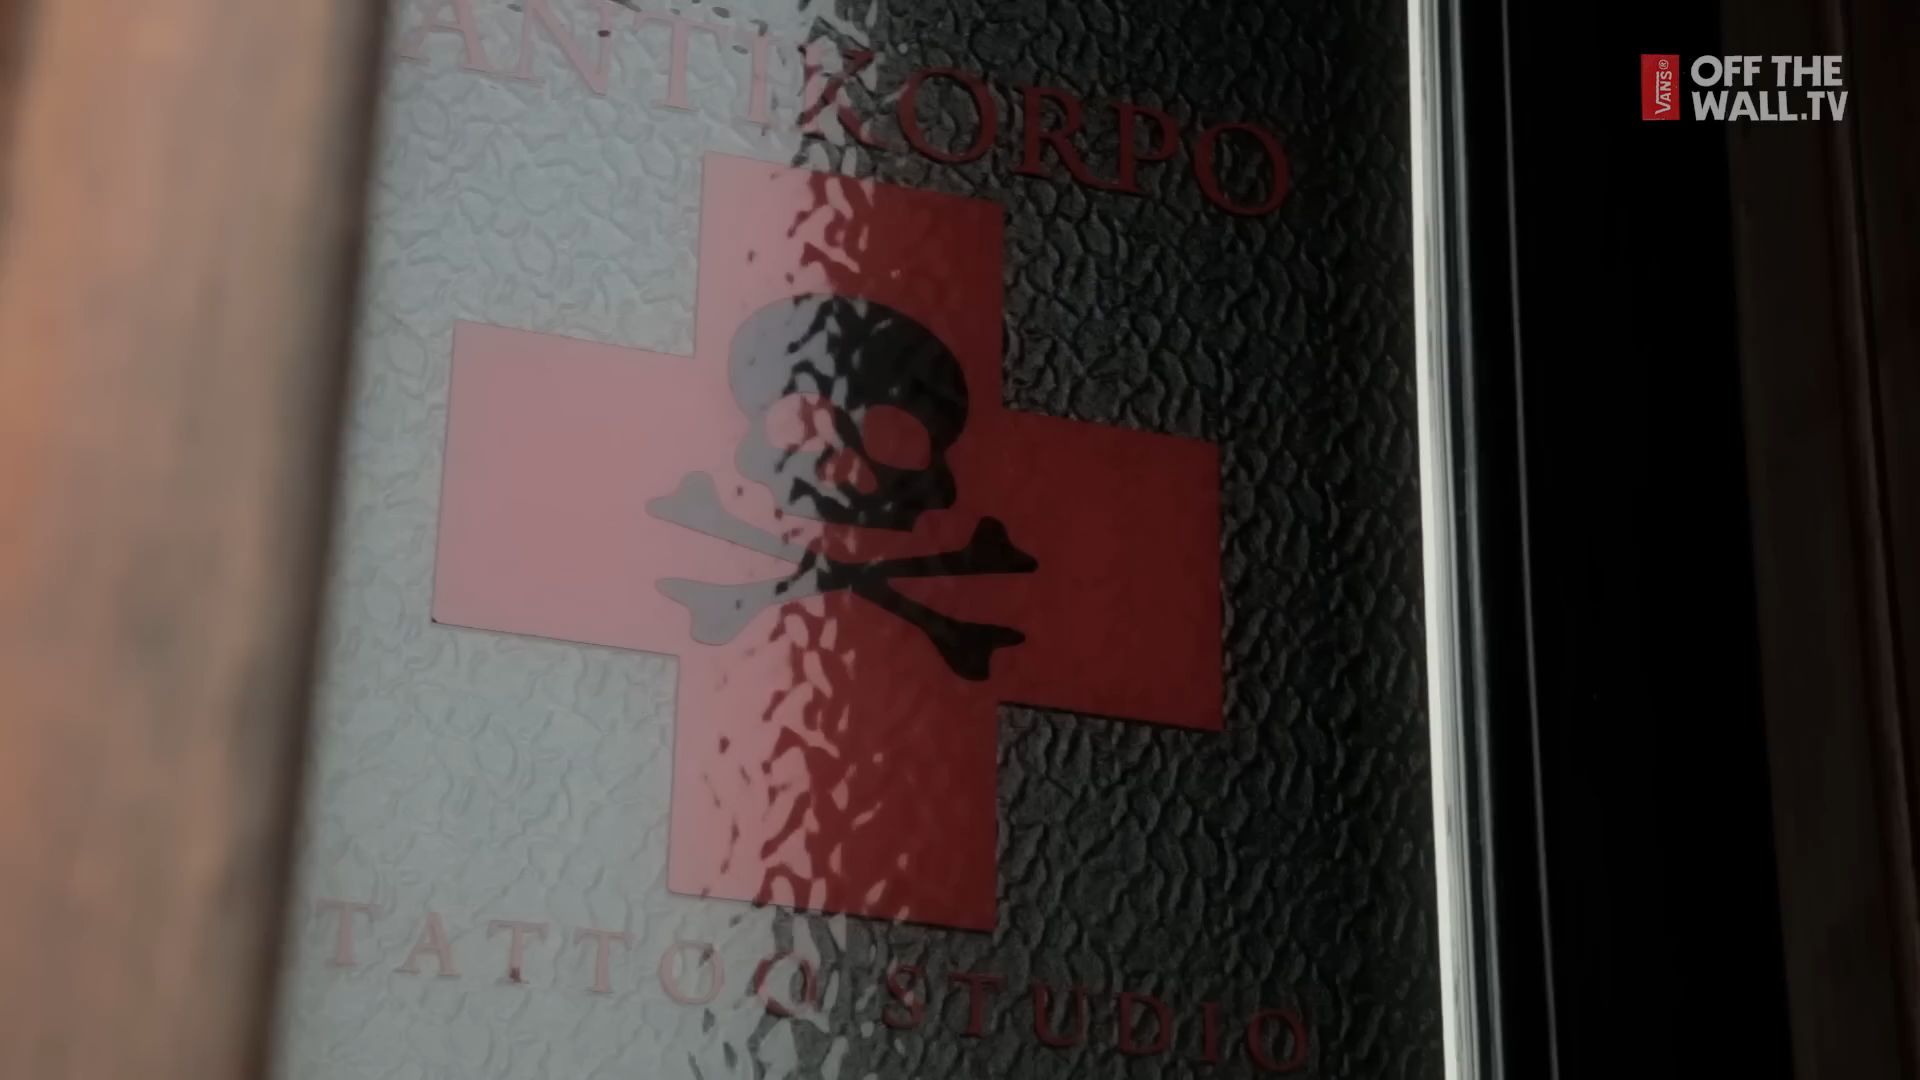 ANTIKORPO
TATTOO STUDIO
VANS®
OFF THE
WALL.TV